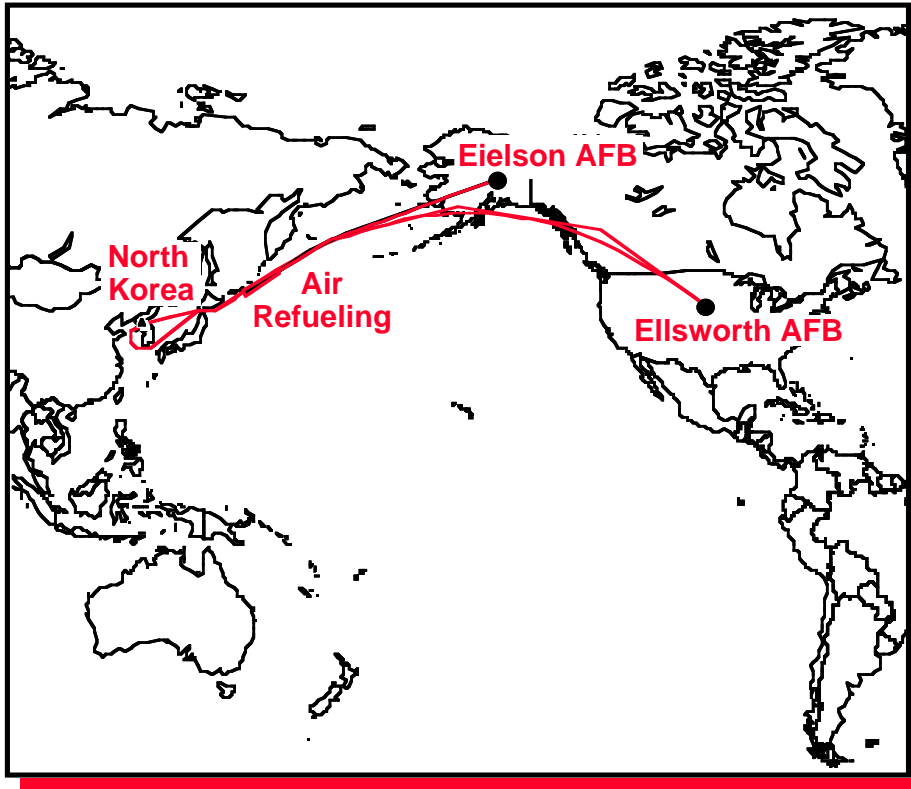 Eielson AFB
North
Korea
Air
Refueling
Ellsworth AFB